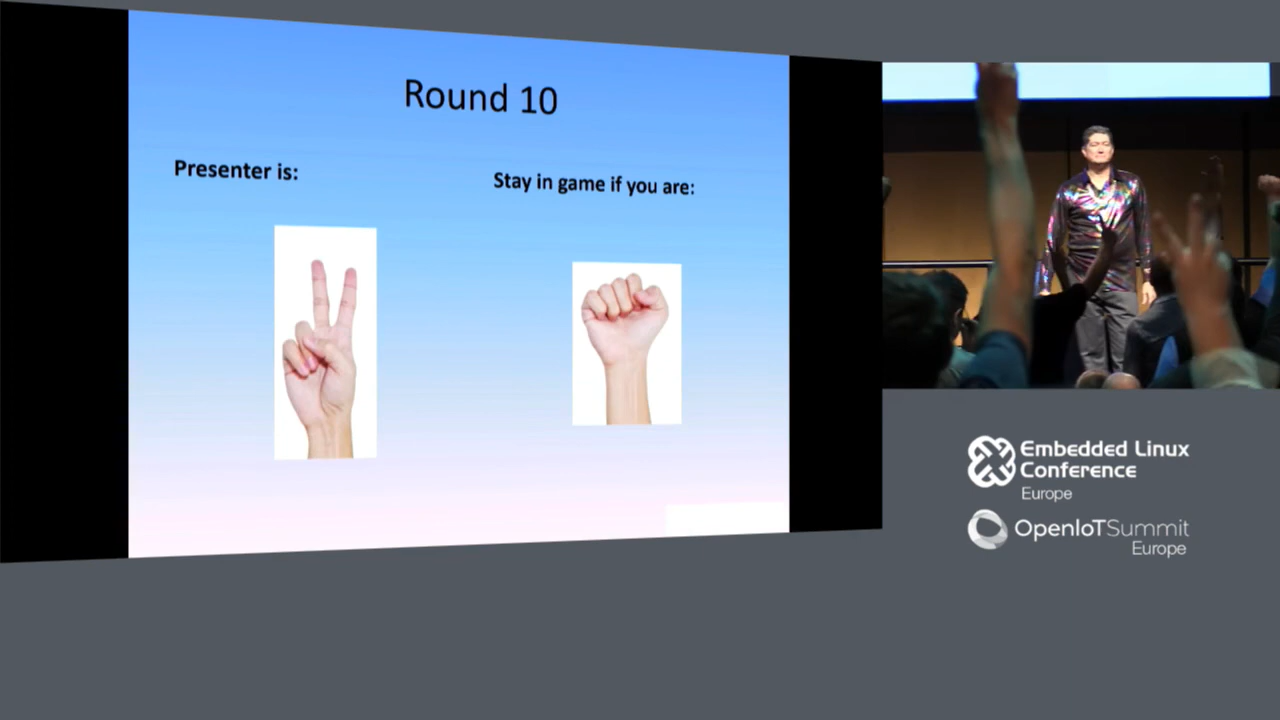 Round 10
Presenter is:
Stay in game if you are:
Embedded Linux
Conference
Europe
OpenIoTSummit
Europe